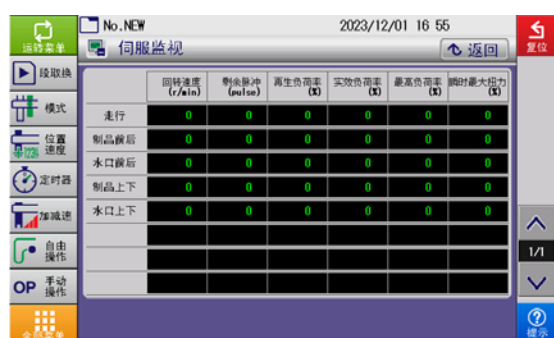 No.NEW 2023/12/01 16 55
运转菜单
伺服监视
返回
复位
段取换
模式
位置
速度
定时器
加减速
自由
操作
OP 手动
操作
全部菜单
回转速度 剩余脉冲 再生负荷率 实效负荷率 最高负荷率 瞬时最大扭力
(r/min) (pulse) (%) (%) (%) (%)
走行 0 0 0 0 0 0
制品前后 0 0 0 0 0 0
水口前后 0 0 0 0 0 0
制品上下 0 0 0 0 0 0
水口上下 0 0 0 0 0 0
1/1
提示